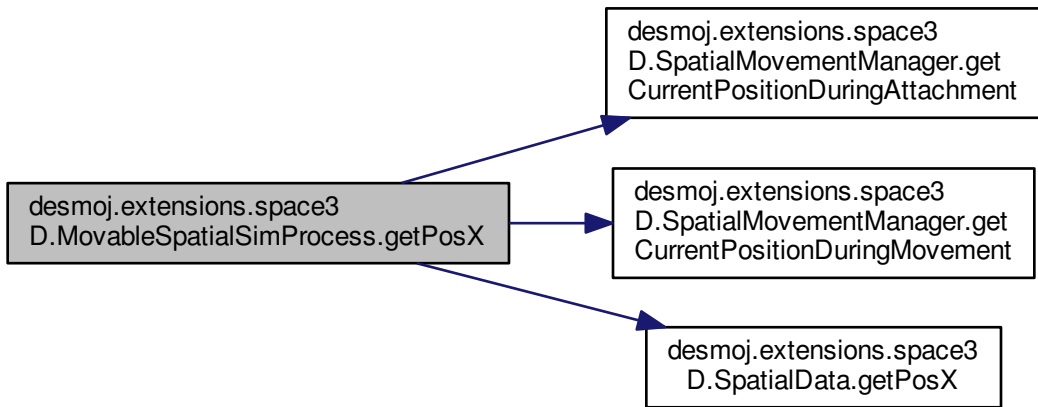 desmoj.extensions.space3
D.MovableSpatialSimProcess.getPosX
desmoj.extensions.space3
D.SpatialMovementManager.get
CurrentPositionDuringAttachment
desmoj.extensions.space3
D.SpatialMovementManager.get
CurrentPositionDuringMovement
desmoj.extensions.space3
D.SpatialData.getPosX